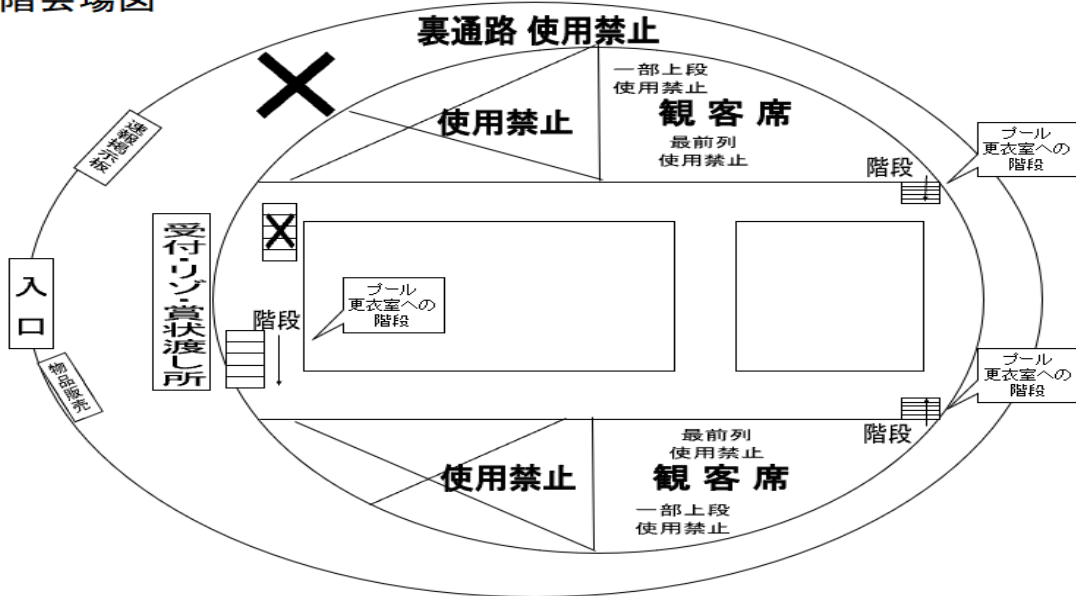 階会場図
裏通路 使用禁止
一部上段
使用禁止
使用禁止
観 客 席
最前列
使用禁止
階段
プール
更衣室への
階段
速報掲示板
受付・リゾ・賞状渡し所
入口
プール
更衣室への
階段
階段
物品販売
プール
更衣室への
階段
階段
最前列
使用禁止
使用禁止
観 客 席
一部上段
使用禁止